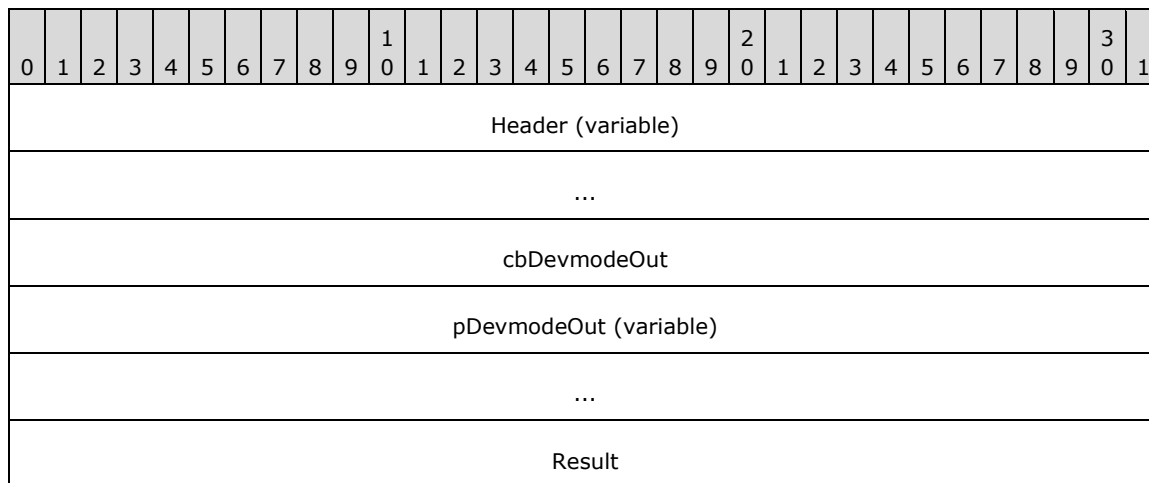 1 2 3
0 1 2 3 4 5 6 7 8 9 0 1 2 3 4 5 6 7 8 9 0 1 2 3 4 5 6 7 8 9 0 1
Header (variable)
...
cbDevmodeOut
pDevmodeOut (variable)
...
Result